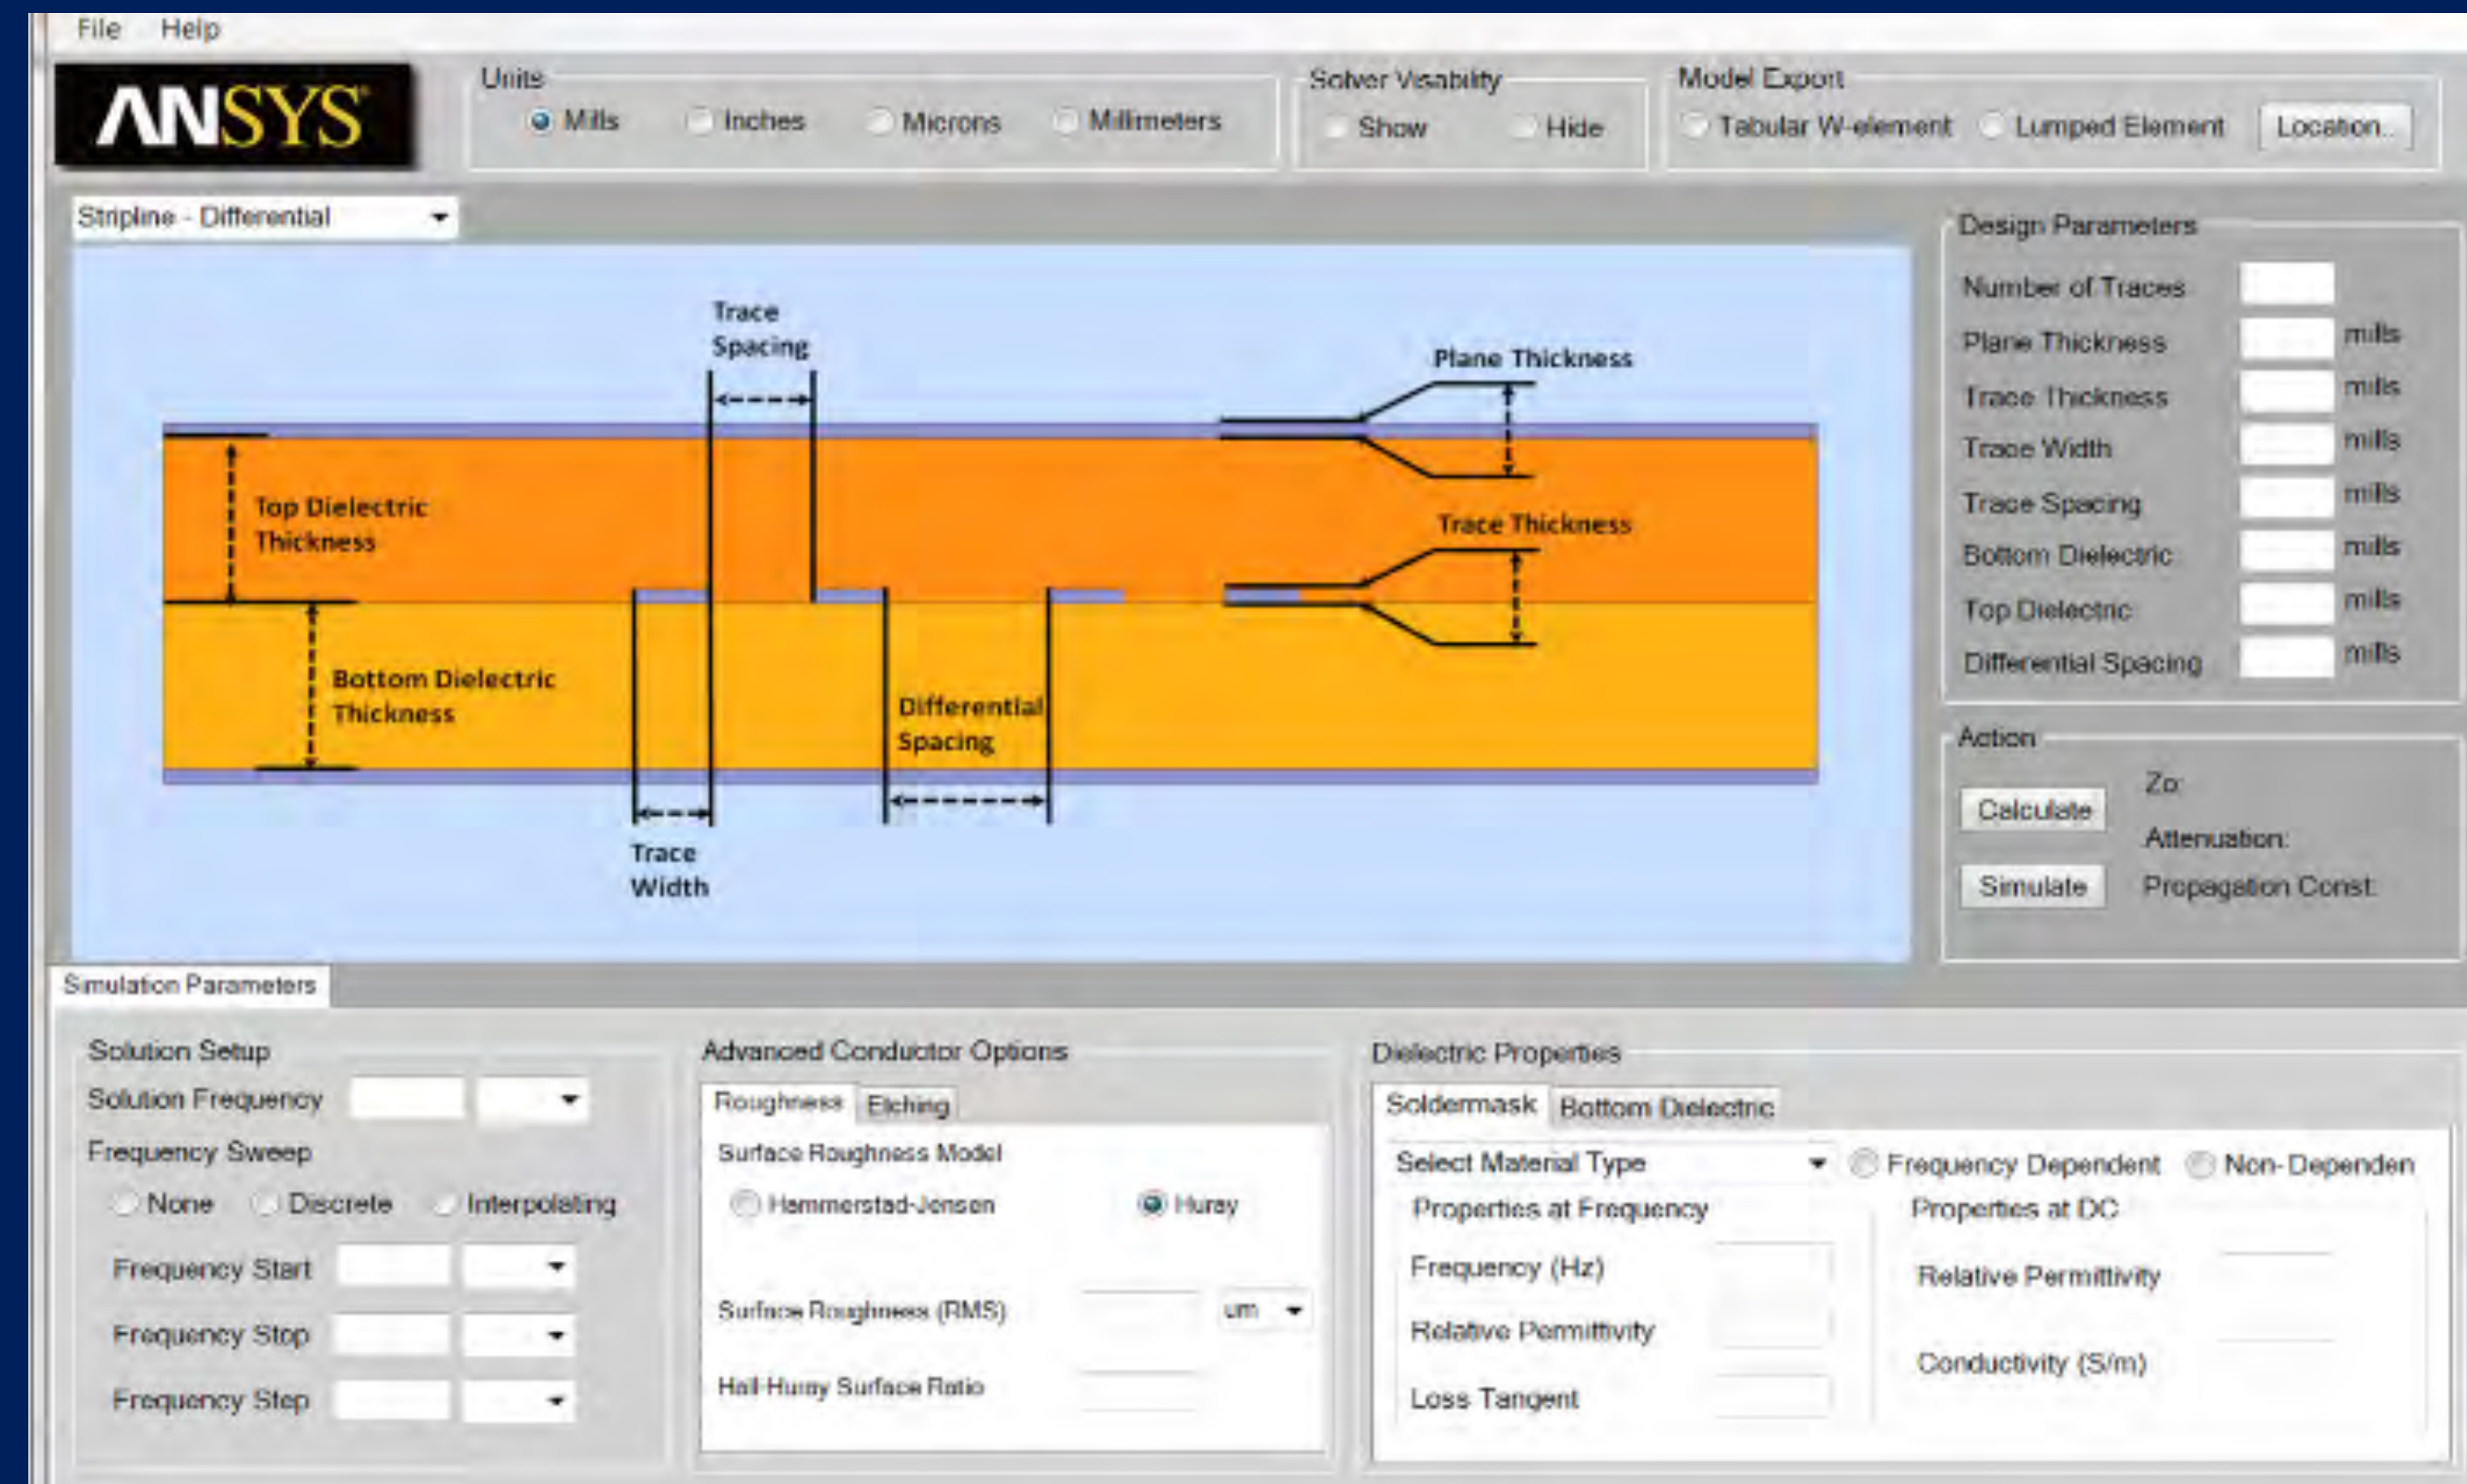 File Help
ANSYS
Units
Mills Inches Microns Millimeters
Solver Visability
Show Hide
Model Export
Tabular W-element Lumped Element Location..
Stripline - Differential
Trace
Spacing
Plane Thickness
Top Dielectric
Thickness
Trace Thickness
Bottom Dielectric
Thickness
Differential
Spacing
Trace
Width
Design Parameters
Number of Traces
Plane Thickness mills
Trace Thickness mills
Trace Width mills
Trace Spacing mills
Bottom Dielectric mills
Top Dielectric mills
Differential Spacing mills
Action
Calculate
Zo:
Attenuation:
Simulate
Propagation Const:
Simulation Parameters
Solution Setup
Solution Frequency
Frequency Sweep
None Discrete Interpolating
Frequency Start
Frequency Stop
Frequency Step
Advanced Conductor Options
Roughness Etching
Surface Roughness Model
Hammerstad-Jensen Huray
Surface Roughness (RMS) um
Hall-Huray Surface Ratio
Dielectric Properties
Soldermask Bottom Dielectric
Select Material Type Frequency Dependent Non- Dependen
Properties at Frequency
Frequency (Hz)
Relative Permittivity
Loss Tangent
Properties at DC
Relative Permittivity
Conductivity (S/m)